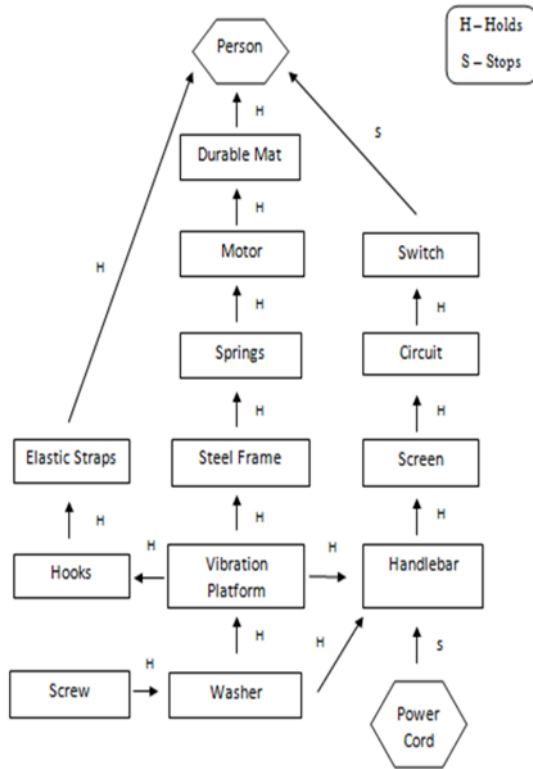 H – Holds
S – Stops
Person
H
S
Durable Mat
H
H
Motor
Switch
H
H
Springs
Circuit
H
H
Elastic Straps
Steel Frame
Screen
H
H
H
H
H
Hooks
Vibration
Platform
Handlebar
H
H
S
H
Screw
Washer
Power
Cord